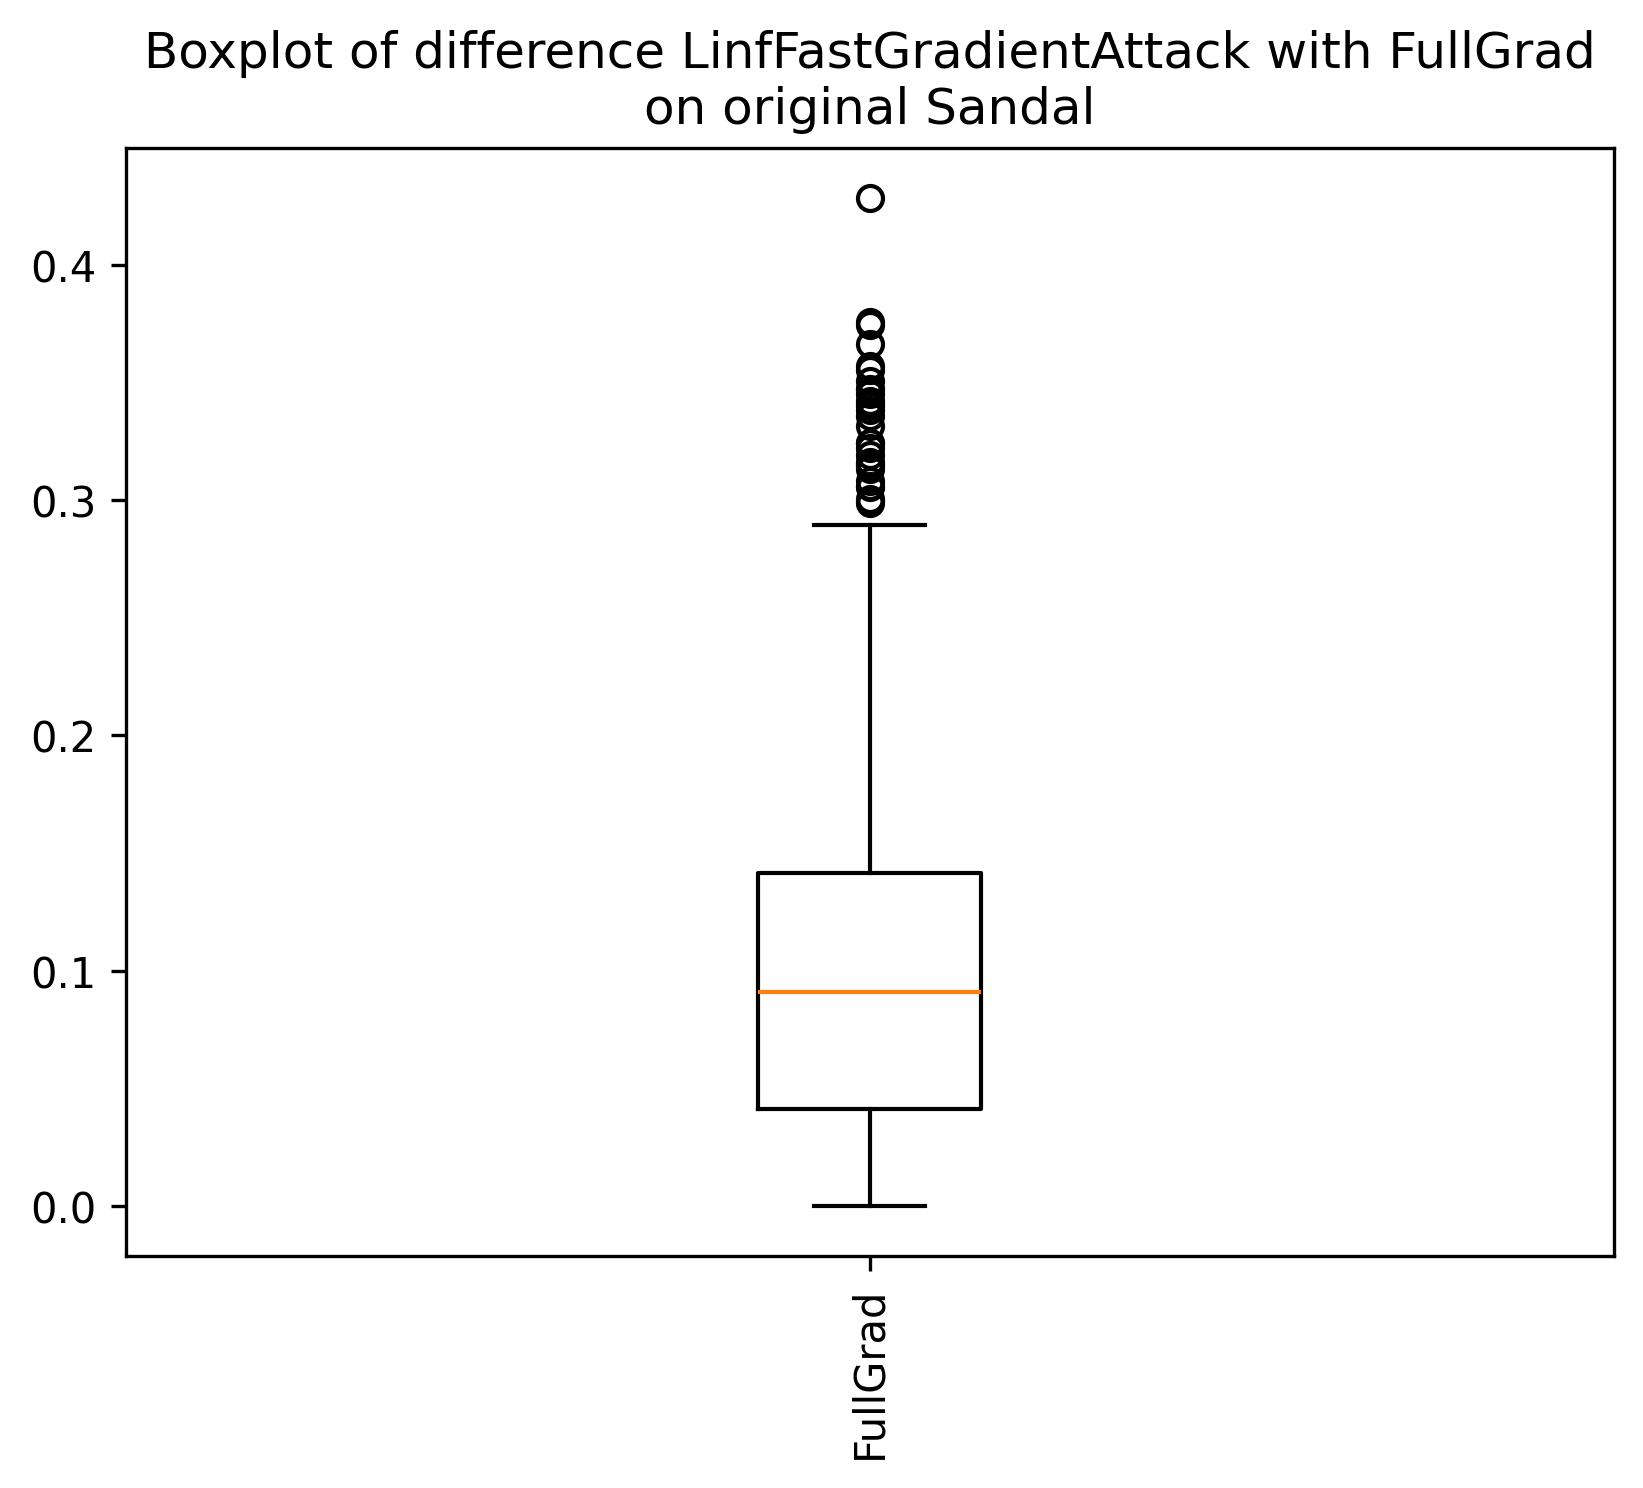 Boxplot of difference LinfFastGradientAttack with FullGrad
on original Sandal
0.4
0.3
0.2
0.1
0.0
FullGrad